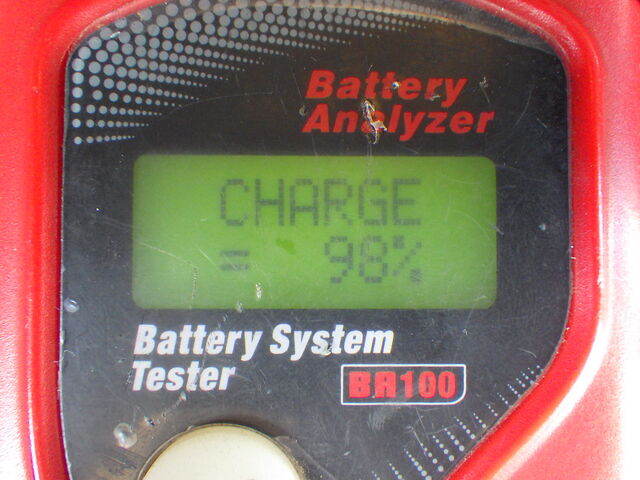 Battery
Analyzer
CHARGE
= 98%
Battery System
Tester
BA100